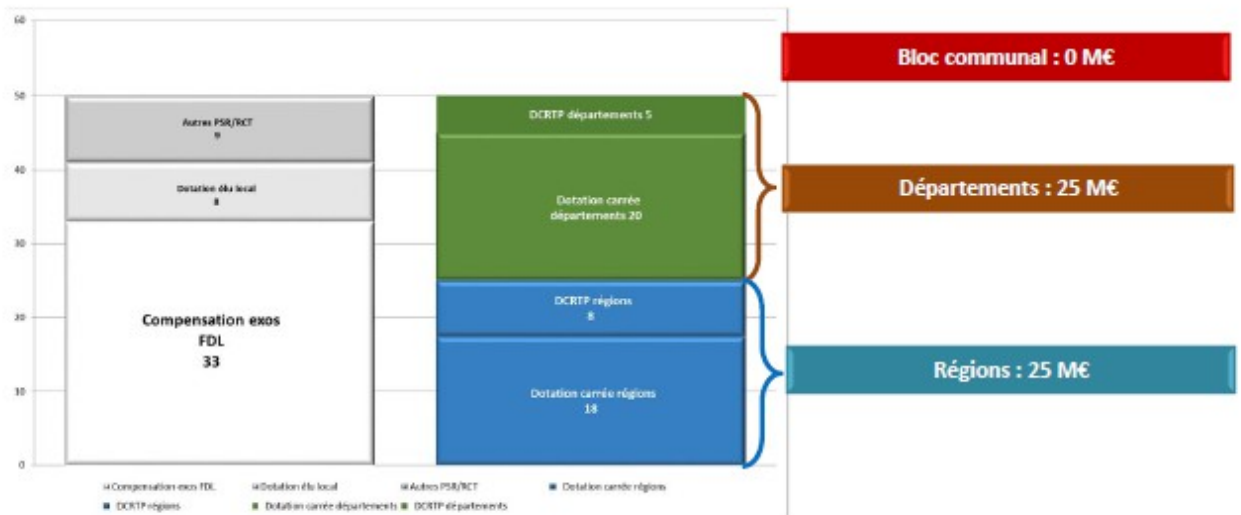 60
50
40
30
20
10
0
Autres PSR/RCT
9
Dotation élu local
8
Compensation exos
FDL
33
DCRTP départements 5
Dotation carrée
départements 20
DCRTP régions
8
Dotation carrée régions
18
Bloc communal : 0 M€
Départements : 25 M€
Régions : 25 M€
Compensation exos FDL
Dotation élu local
Autres PSR/RCT
Dotation carrée régions
DCRTP régions
Dotation carrée départements
DCRTP départements